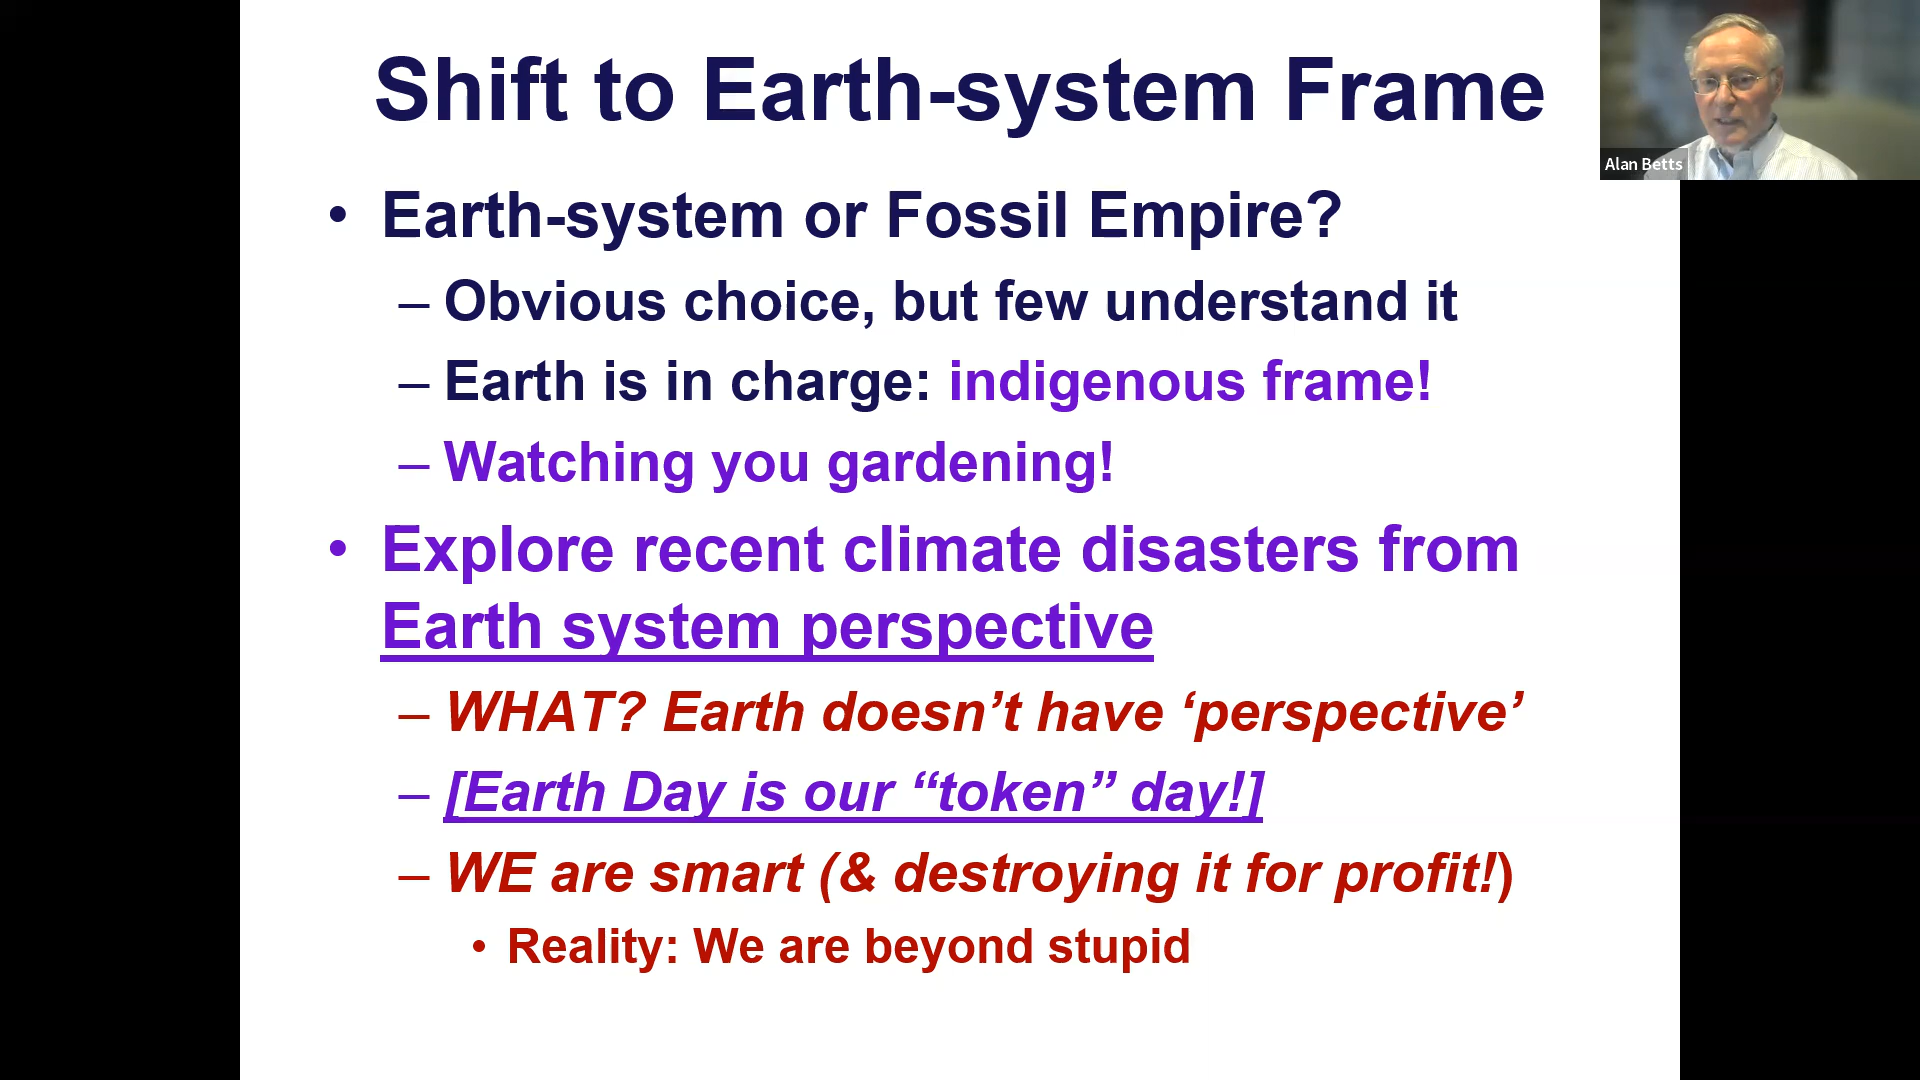 Shift to Earth-system Frame
Alan Betts
• Earth-system or Fossil Empire?
– Obvious choice, but few understand it
– Earth is in charge: indigenous frame!
– Watching you gardening!
• Explore recent climate disasters from
Earth system perspective
– WHAT? Earth doesn’t have ‘perspective’
– [Earth Day is our “token” day!]
– WE are smart (& destroying it for profit!)
• Reality: We are beyond stupid